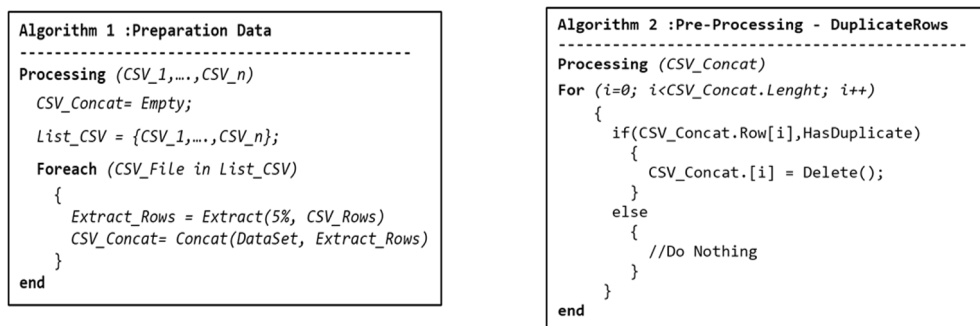 Algorithm 1 :Preparation Data
----------------------------------------
Processing (CSV_1,….,CSV_n)
CSV_Concat= Empty;
List_CSV = {CSV_1,….,CSV_n};
Foreach (CSV_File in List_CSV)
{
Extract_Rows = Extract(5%, CSV_Rows)
CSV_Concat= Concat(DataSet, Extract_Rows)
}
end
Algorithm 2 :Pre-Processing - DuplicateRows
----------------------------------------
Processing (CSV_Concat)
For (i=0; i<CSV_Concat.Lenght; i++)
{
if(CSV_Concat.Row[i],HasDuplicate)
{
CSV_Concat.[i] = Delete();
}
else
{
//Do Nothing
}
}
end